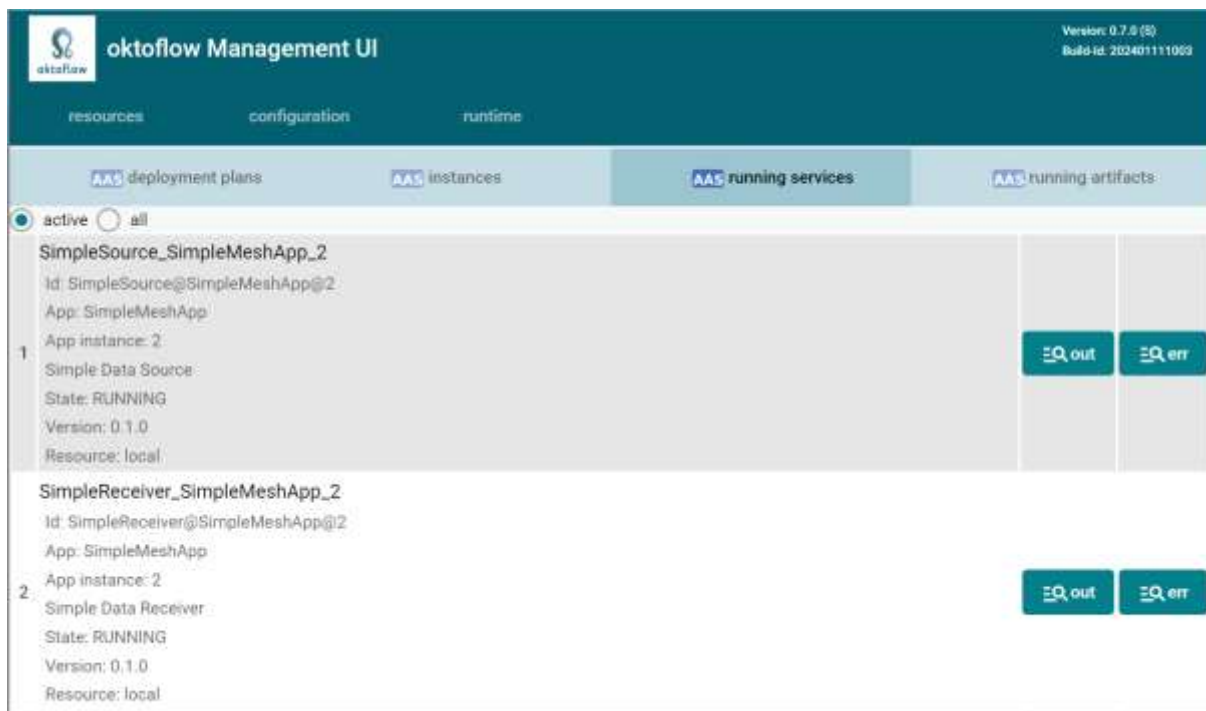 oktoflow
oktoflow Management UI
Version: 0.7.0 (S)
Build-Id: 202401111003
resources configuration runtime
AAS deployment plans AAS instances AAS running services AAS running artifacts
active all
SimpleSource_SimpleMeshApp_2
Id: SimpleSource@SimpleMeshApp@2
App: SimpleMeshApp
App instance: 2
1
Simple Data Source
State: RUNNING
Version: 0.1.0
Resource: local
out err
SimpleReceiver_SimpleMeshApp_2
Id: SimpleReceiver@SimpleMeshApp@2
App: SimpleMeshApp
App instance: 2
2
Simple Data Receiver
State: RUNNING
Version: 0.1.0
Resource: local
out err